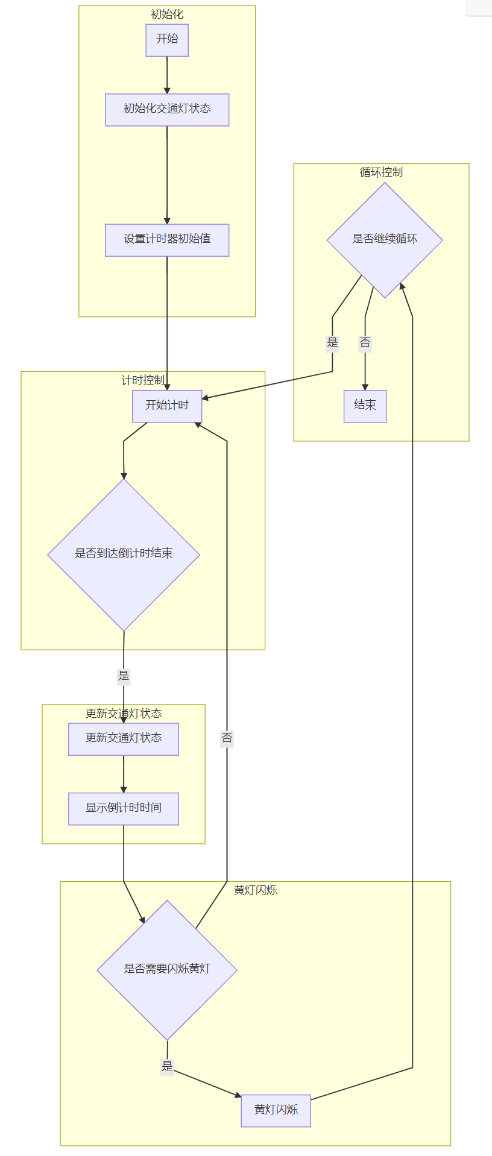 初始化
开始
初始化交通灯状态
设置计时器初始值
循环控制
是否继续循环
是
否
结束
计时控制
开始计时
是否到达倒计时结束
是
更新交通灯状态
更新交通灯状态
显示倒计时时间
否
黄灯闪烁
是否需要闪烁黄灯
是
黄灯闪烁